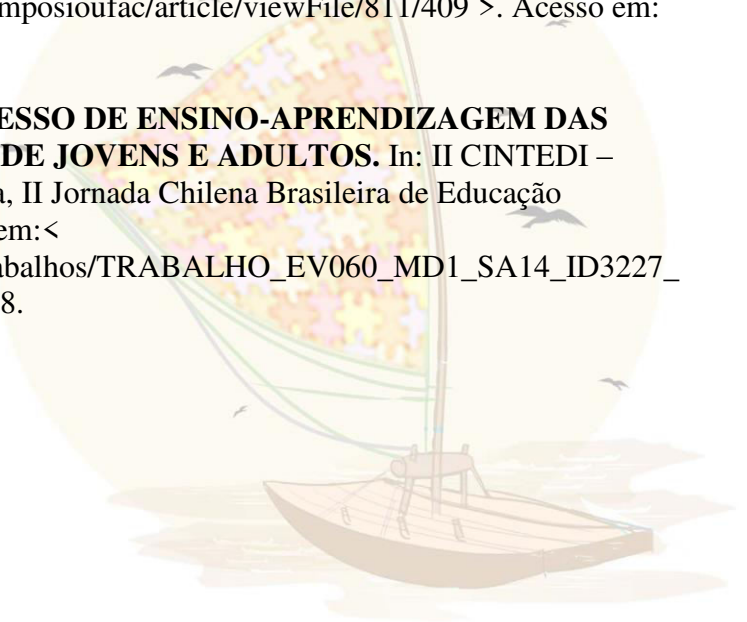 mposioufac/article/viewFile/811/409 >. Acesso em:
ESSO DE ENSINO-APRENDIZAGEM DAS
DE JOVENS E ADULTOS. In: II CINTEDI –
a, II Jornada Chilena Brasileira de Educação
em:<
abalhos/TRABALHO_EV060_MD1_SA14_ID3227_
8.